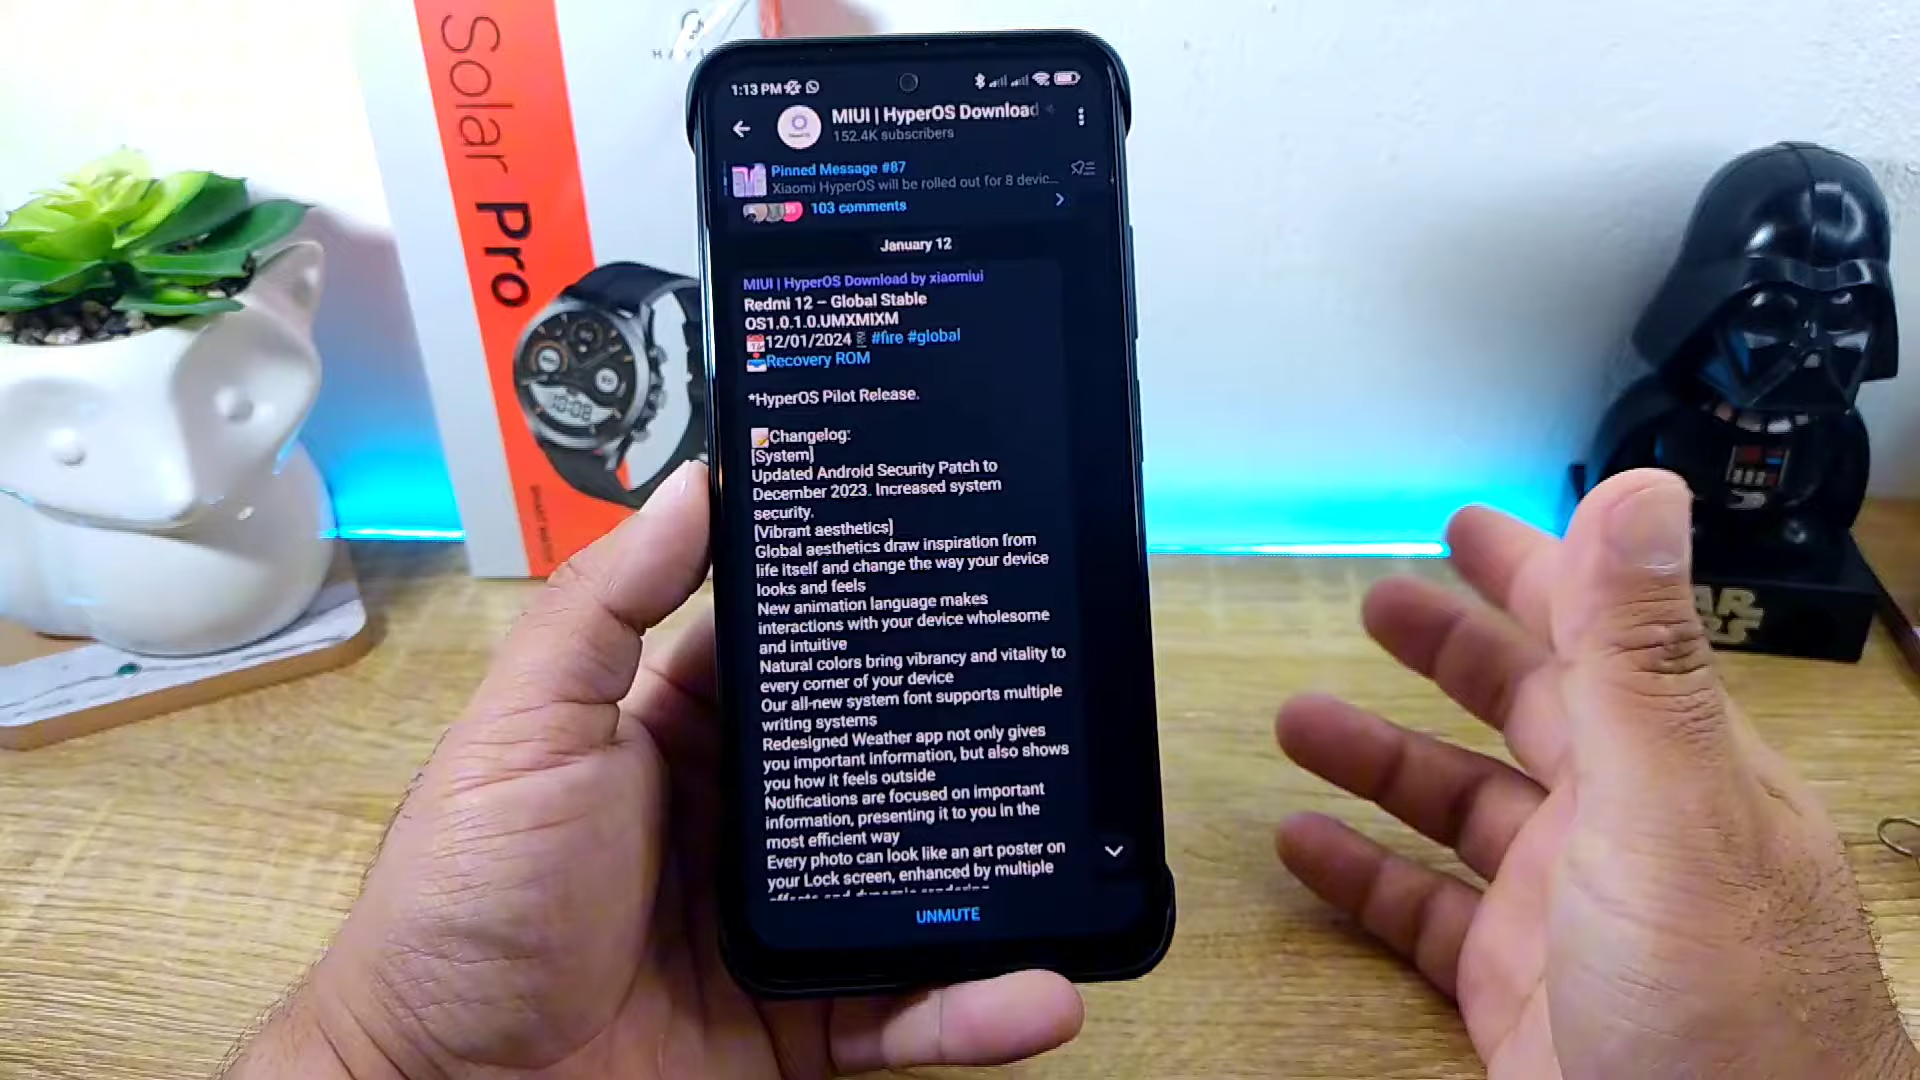 Solar Pro
1:13 PM
MIUI | HyperOS Download
152.4K subscribers
Pinned Message #87
Xiaomi HyperOS will be rolled out for 8 devic...
103 comments
January 12
MIUI | HyperOS Download by xiaomiui
Redmi 12 – Global Stable
OS1.0.1.0.UMXMIXM
12/01/2024 #fire #global
Recovery ROM
*HyperOS Pilot Release.
Changelog:
[System]
Updated Android Security Patch to
December 2023. Increased system
security.
[Vibrant aesthetics]
Global aesthetics draw inspiration from
life itself and change the way your device
looks and feels
New animation language makes
interactions with your device wholesome
and intuitive
Natural colors bring vibrancy and vitality to
every corner of your device
Our all-new system font supports multiple
writing systems
Redesigned Weather app not only gives
you important information, but also shows
you how it feels outside
Notifications are focused on important
information, presenting it to you in the
most efficient way
Every photo can look like an art poster on
your Lock screen, enhanced by multiple
effects and dynamic rendering
UNMUTE
10:08